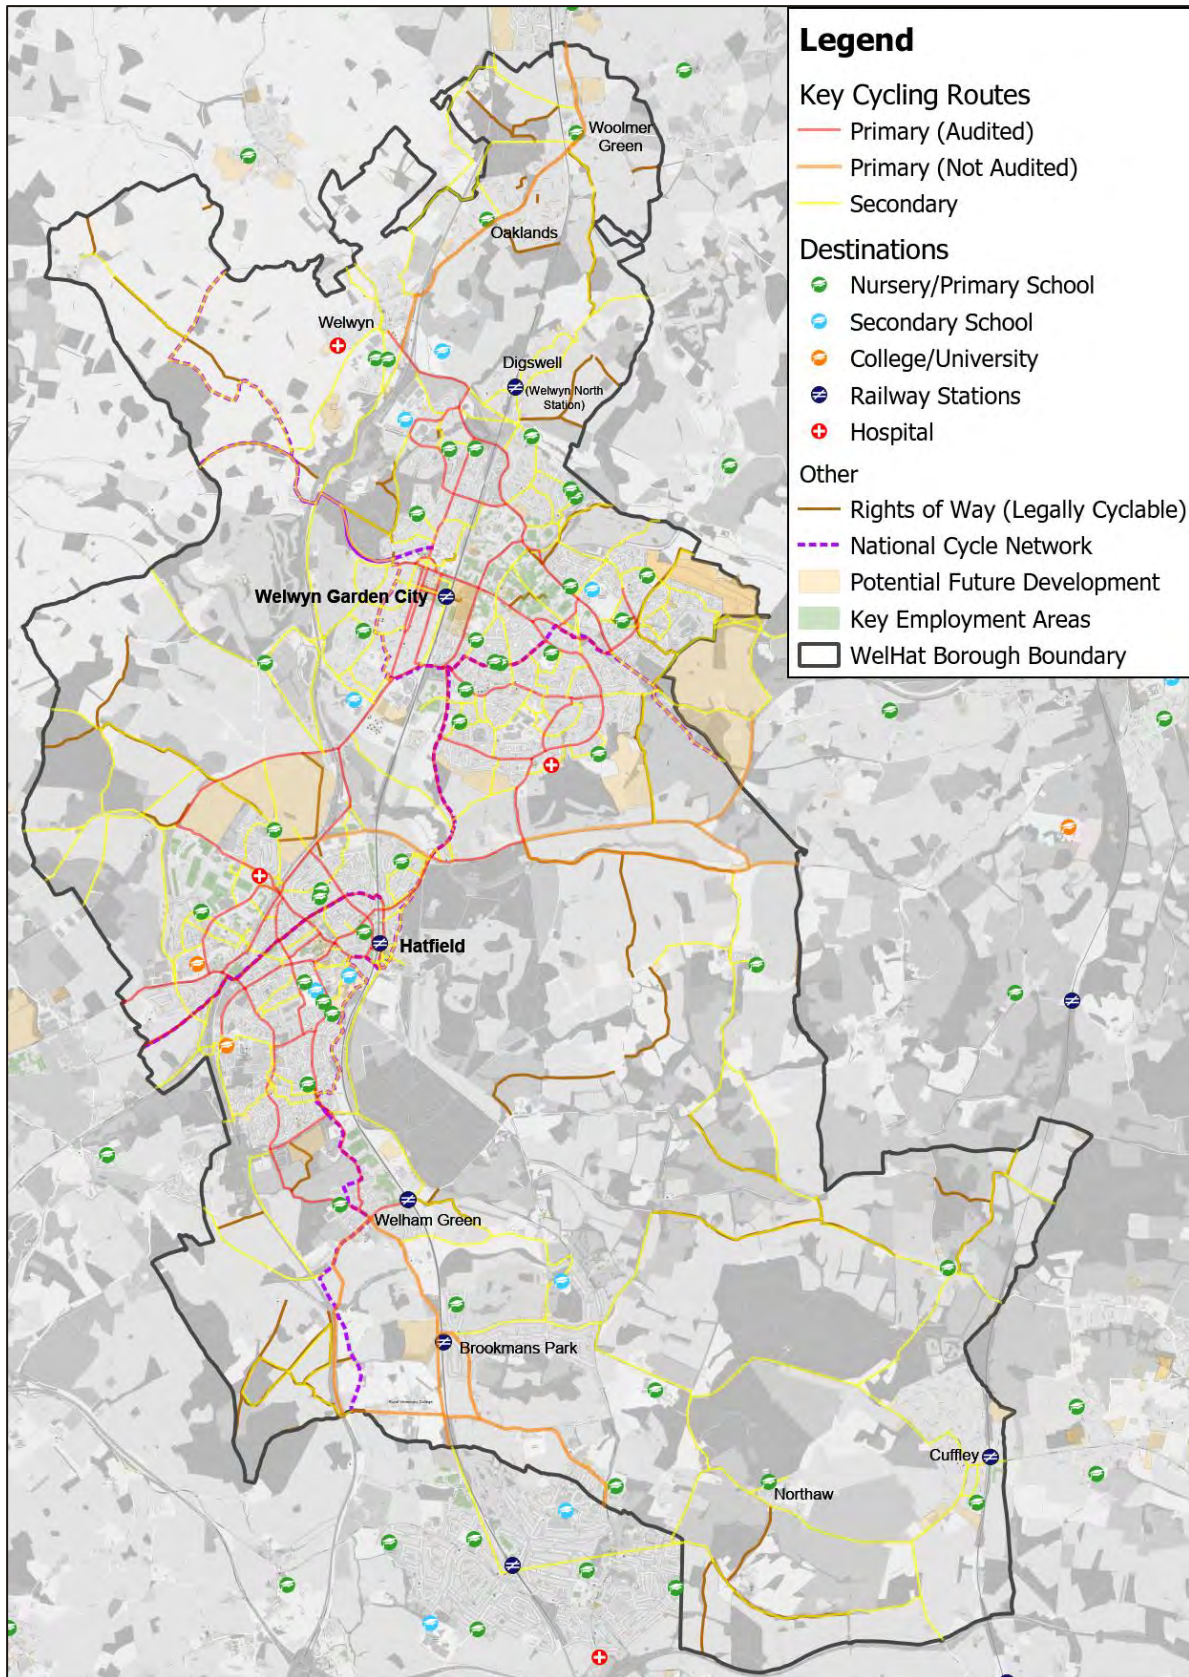 Legend
Key Cycling Routes
Primary (Audited)
Primary (Not Audited)
Secondary
Destinations
Nursery/Primary School
Secondary School
College/University
Railway Stations
Hospital
Other
Rights of Way (Legally Cyclable)
National Cycle Network
Potential Future Development
Key Employment Areas
WelHat Borough Boundary
Woolmer
Green
Oaklands
Welwyn
Digswell
(Welwyn North
Station)
Welwyn Garden City
Hatfield
Welham Green
Brookmans Park
Cuffley
Northaw